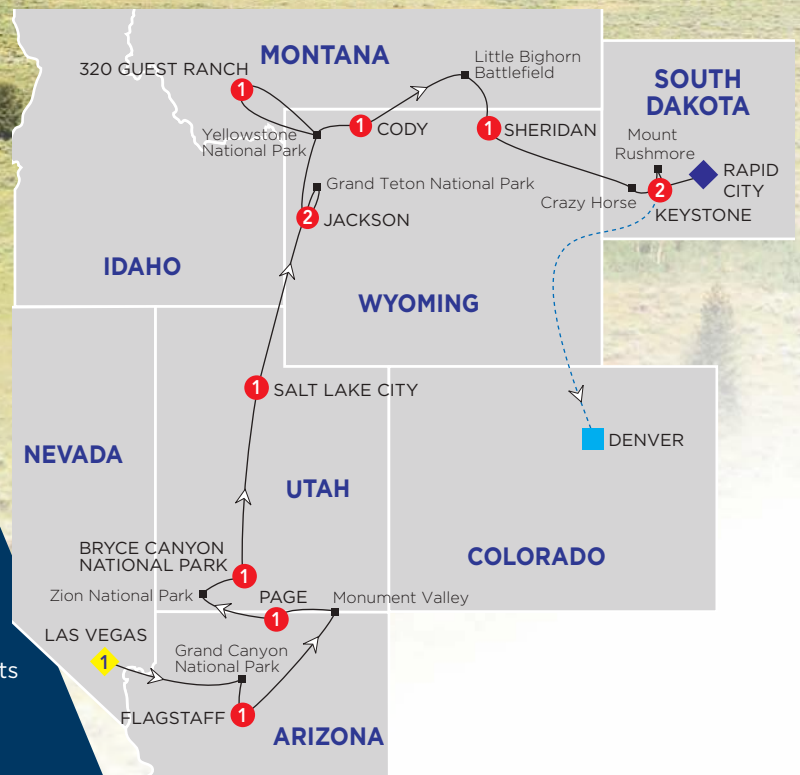 MONTANA
320 GUEST RANCH
1
Little Bighorn
Battlefield
SOUTH
DAKOTA
Yellowstone
National Park
1
CODY
1
SHERIDAN
Mount
Rushmore
RAPID
CITY
Crazy Horse
2
KEYSTONE
Grand Teton National Park
2
JACKSON
IDAHO
WYOMING
1
SALT LAKE CITY
DENVER
NEVADA
UTAH
COLORADO
BRYCE CANYON
NATIONAL PARK
1
Zion National Park
PAGE
1
Monument Valley
LAS VEGAS
1
Grand Canyon
National Park
FLAGSTAFF
1
ARIZONA
ts